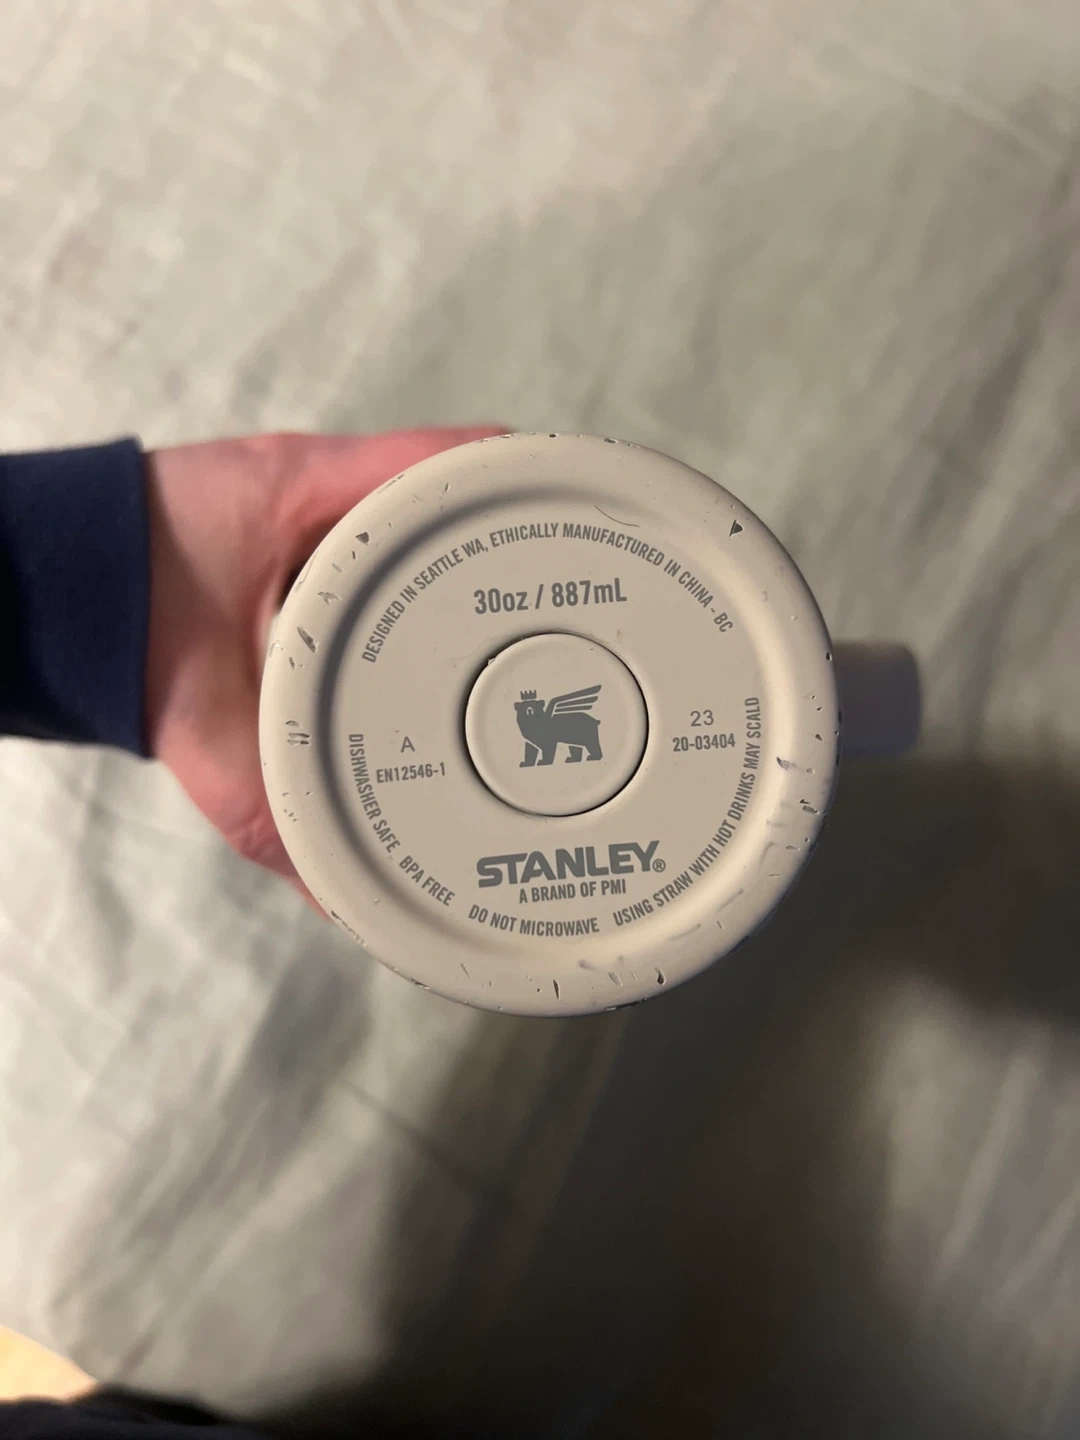 DESIGNED IN SEATTLE WA, ETHICALLY MANUFACTURED IN CHINA - BC
30oz / 887mL
A
EN12546-1
23
20-03404
STANLEY®
A BRAND OF PMI
DISHWASHER SAFE BPA FREE DO NOT MICROWAVE USING STRAW WITH HOT DRINKS MAY SCALD